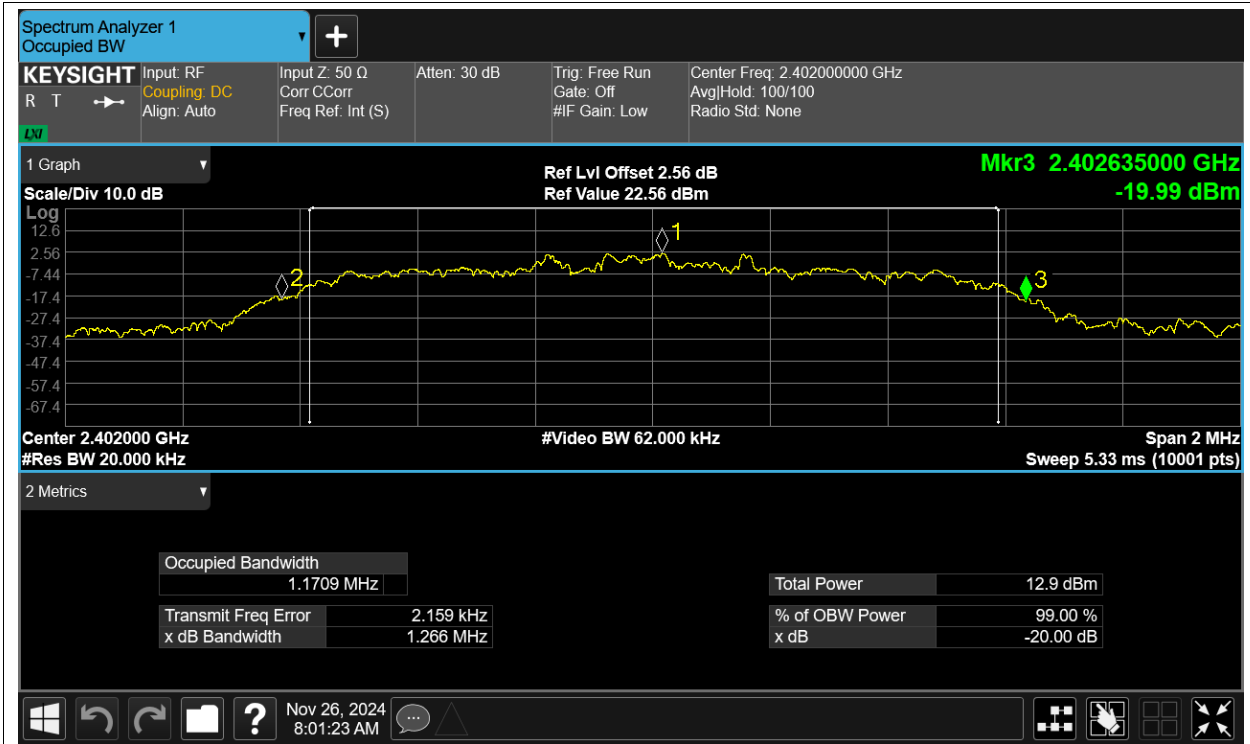 Spectrum Analyzer 1
Occupied BW
KEYSIGHT
R T
LXI
Input: RF
Coupling: DC
Align: Auto
Input Z: 50 Ω
Corr CCorr
Freq Ref: Int (S)
Atten: 30 dB
Trig: Free Run
Gate: Off
#IF Gain: Low
Center Freq: 2.402000000 GHz
Avg|Hold: 100/100
Radio Std: None
1 Graph
Scale/Div 10.0 dB
Ref Lvl Offset 2.56 dB
Ref Value 22.56 dBm
Mkr3 2.402635000 GHz
-19.99 dBm
Log
12.6
2.56
-7.44
-17.4
-27.4
-37.4
-47.4
-57.4
-67.4
1
2
3
Center 2.402000 GHz
#Res BW 20.000 kHz
#Video BW 62.000 kHz
Span 2 MHz
Sweep 5.33 ms (10001 pts)
2 Metrics
Occupied Bandwidth
1.1709 MHz
Transmit Freq Error 2.159 kHz
x dB Bandwidth 1.266 MHz
Total Power 12.9 dBm
% of OBW Power 99.00 %
x dB -20.00 dB
?
Nov 26, 2024
8:01:23 AM